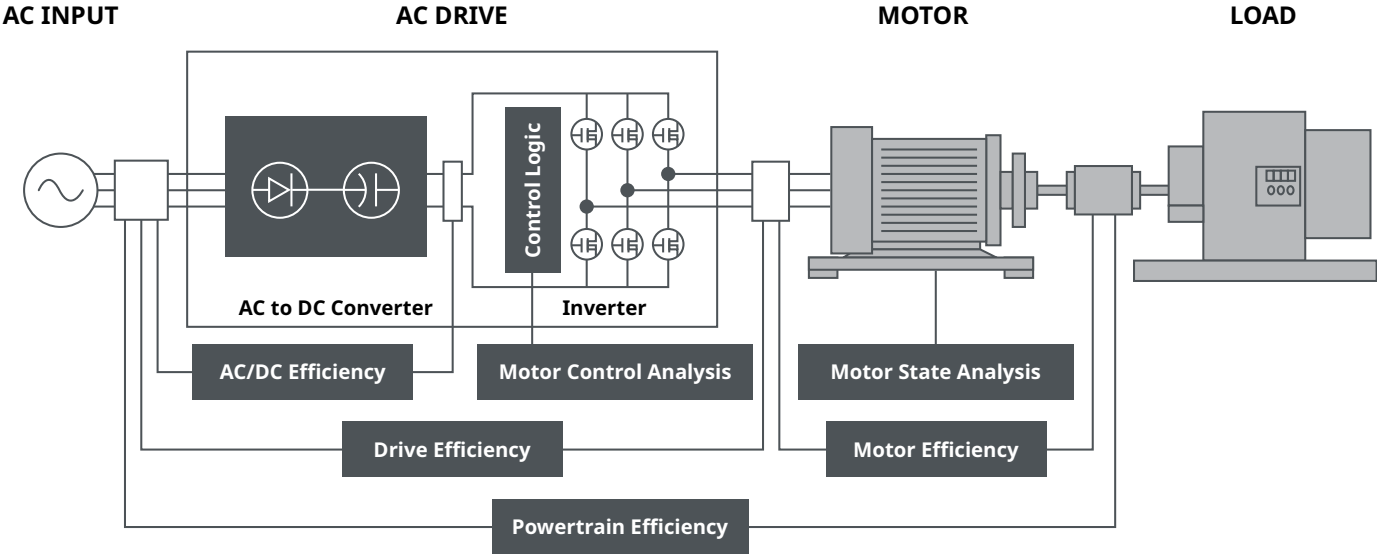 AC INPUT
AC DRIVE
MOTOR
LOAD
Control Logic
AC to DC Converter
Inverter
AC/DC Efficiency
Motor Control Analysis
Motor State Analysis
Drive Efficiency
Motor Efficiency
Powertrain Efficiency